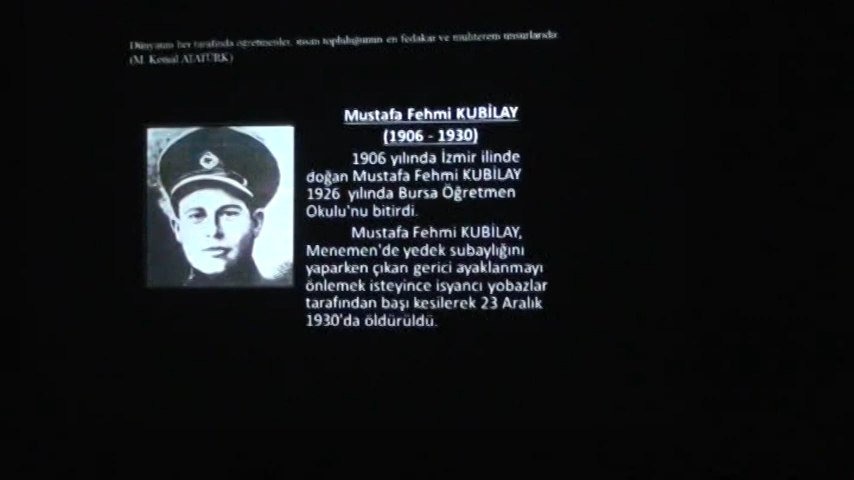 Dünyanın her tarafında öğretmenler, insan topluluğunun en fedakar ve muhterem unsurlarıdır.
(M. Kemal ATATÜRK)
Mustafa Fehmi KUBİLAY
(1906 - 1930)
1906 yılında İzmir ilinde
doğan Mustafa Fehmi KUBİLAY
1926 yılında Bursa Öğretmen
Okulu'nu bitirdi.
Mustafa Fehmi KUBİLAY,
Menemen'de yedek subaylığını
yaparken çıkan gerici ayaklanmayı
önlemek isteyince isyancı yobazlar
tarafından başı kesilerek 23 Aralık
1930'da öldürüldü.